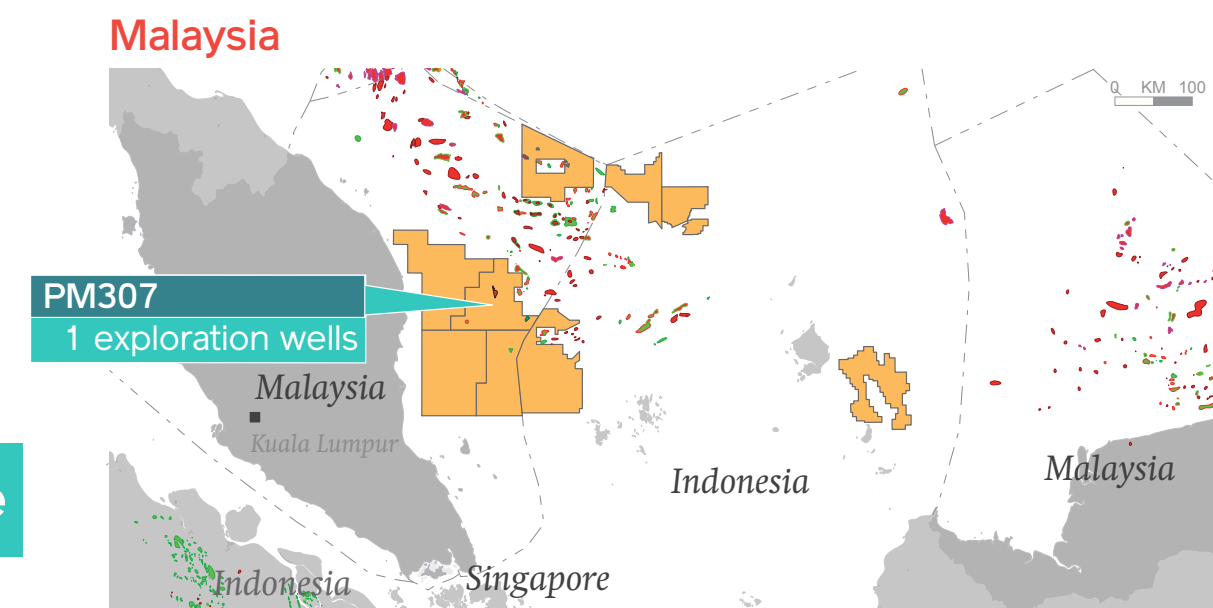 Malaysia
0 KM 100
PM307
1 exploration wells
Malaysia
Kuala Lumpur
Indonesia
Malaysia
e
Indonesia
Singapore